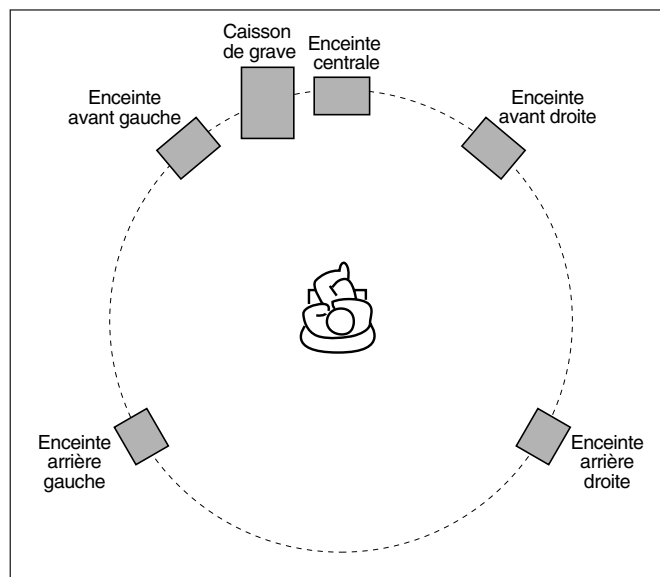 Caisson
de grave
Enceinte
centrale
Enceinte
avant gauche
Enceinte
avant droite
Enceinte
arrière
gauche
Enceinte
arrière
droite